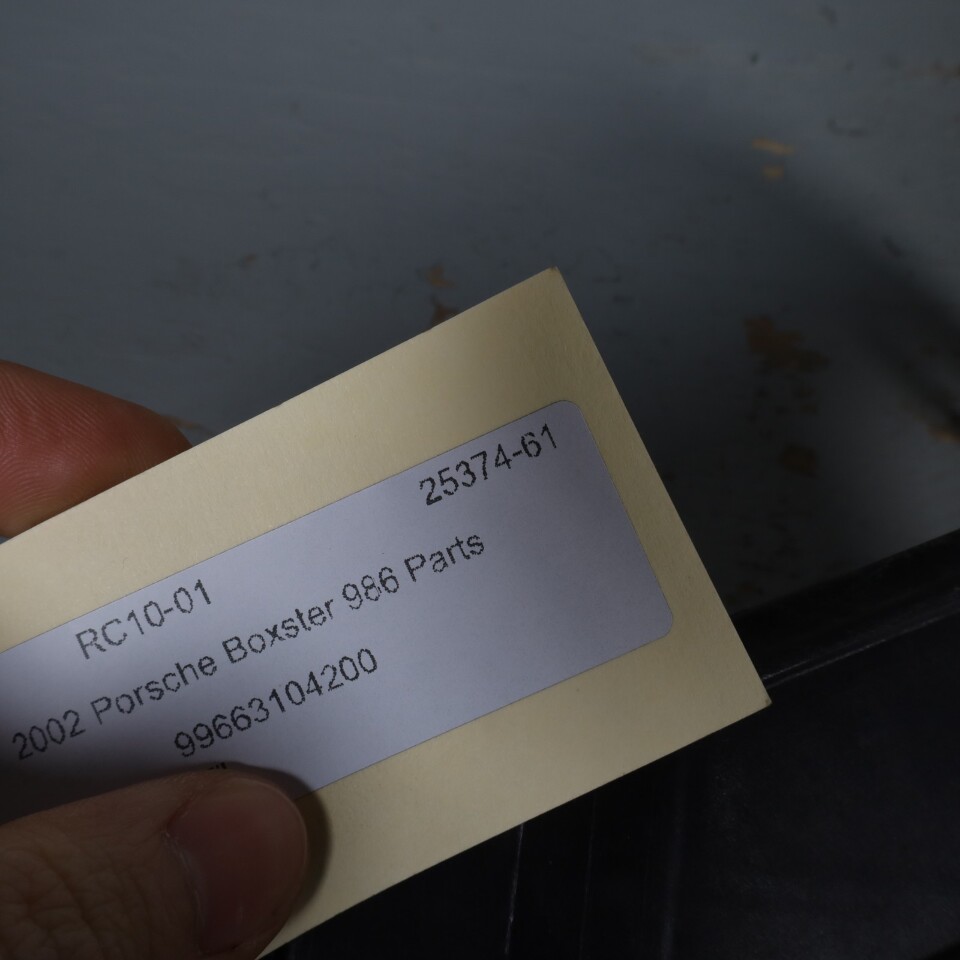 25374-61
RC10-01
2002 Porsche Boxster 986 Parts
99663104200